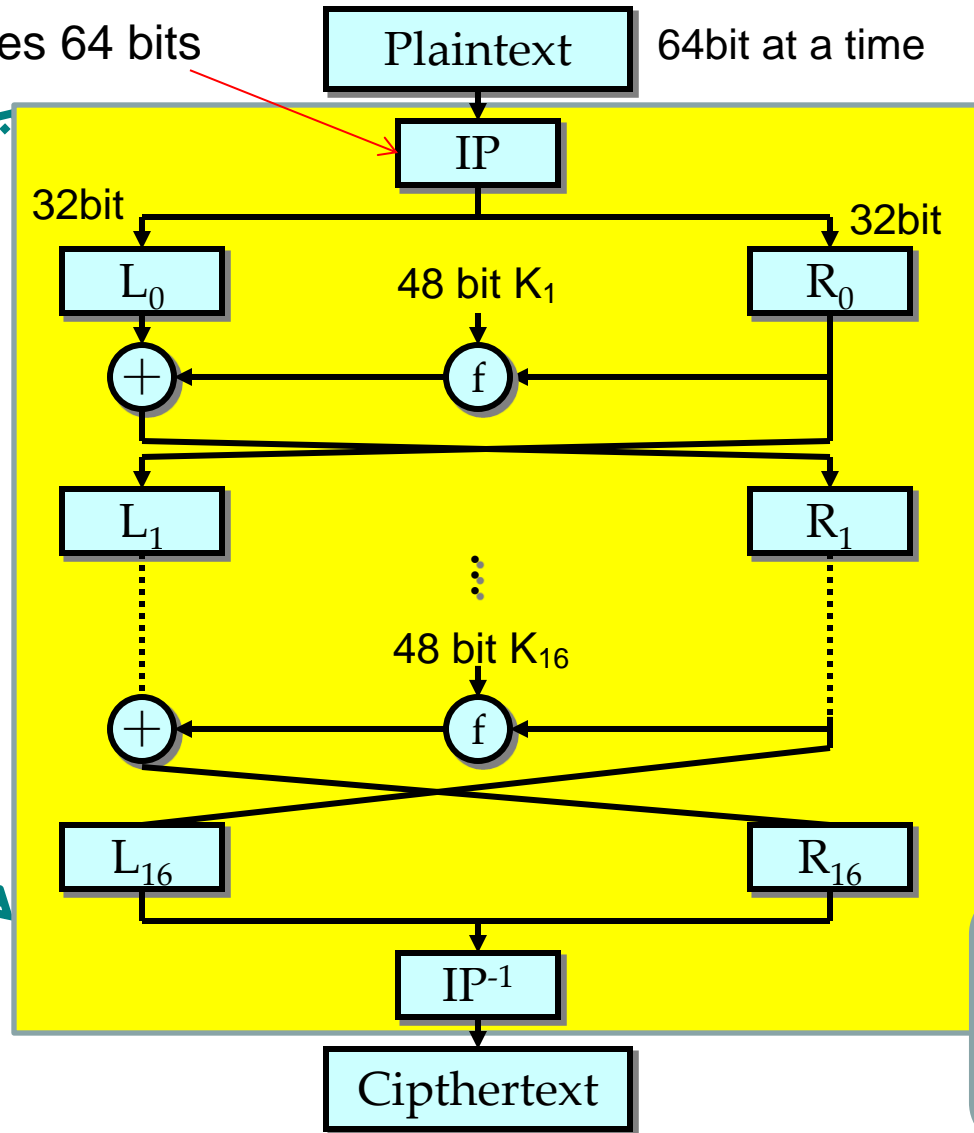 es 64 bits
Plaintext
64bit at a time
IP
32bit
32bit
L₀
48 bit K₁
R₀
+
f
L₁
R₁
48 bit K₁₆
+
f
L₁₆
R₁₆
IP⁻¹
Cipthertext